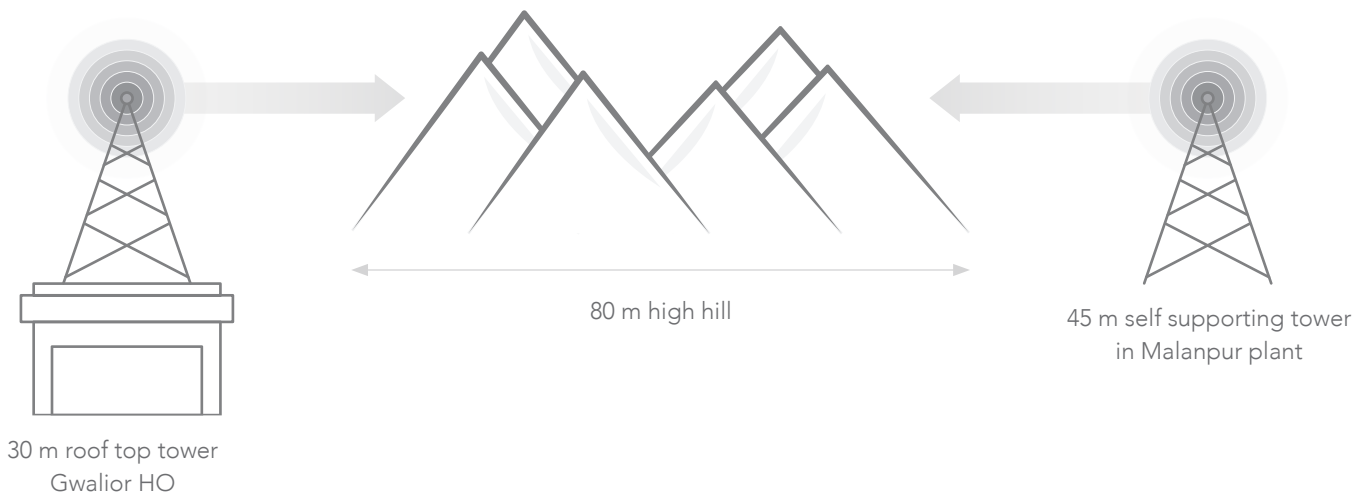 80 m high hill
45 m self supporting tower
in Malanpur plant
30 m roof top tower
Gwalior HO